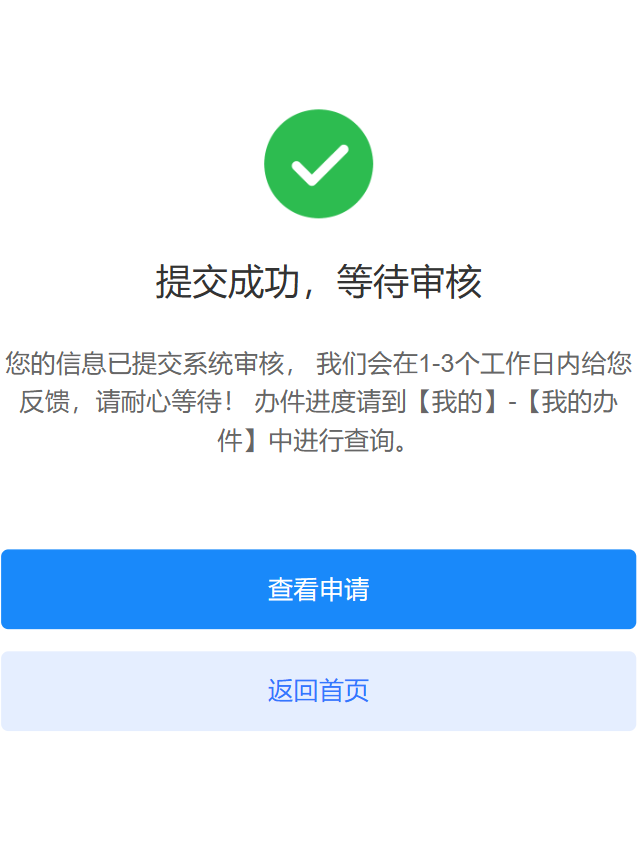 提交成功，等待审核
您的信息已提交系统审核， 我们会在1-3个工作日内给您
反馈，请耐心等待！ 办件进度请到【我的】-【我的办
件】中进行查询。
查看申请
返回首页